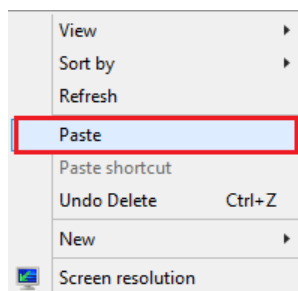 View
Sort by
Refresh
Paste
Paste shortcut
Undo Delete Ctrl+Z
New
Screen resolution